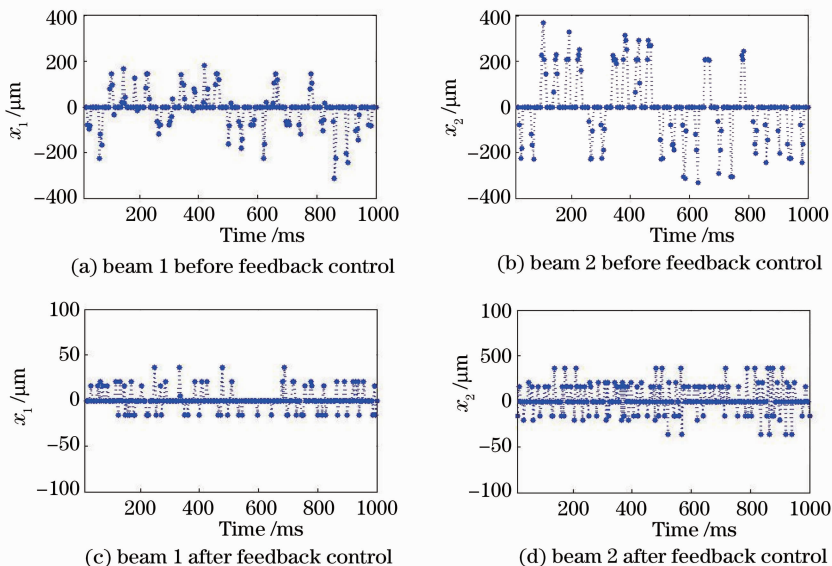 400
200
0
−200
−400
x₁ /μm
200 400 600 800 1000
Time /ms
(a) beam 1 before feedback control
400
200
0
−200
−400
x₂ /μm
200 400 600 800 1000
Time /ms
(b) beam 2 before feedback control
100
50
0
−50
−100
x₁ /μm
200 400 600 800 1000
Time /ms
(c) beam 1 after feedback control
100
500
0
−50
−100
x₂ /μm
200 400 600 800 1000
Time /ms
(d) beam 2 after feedback control